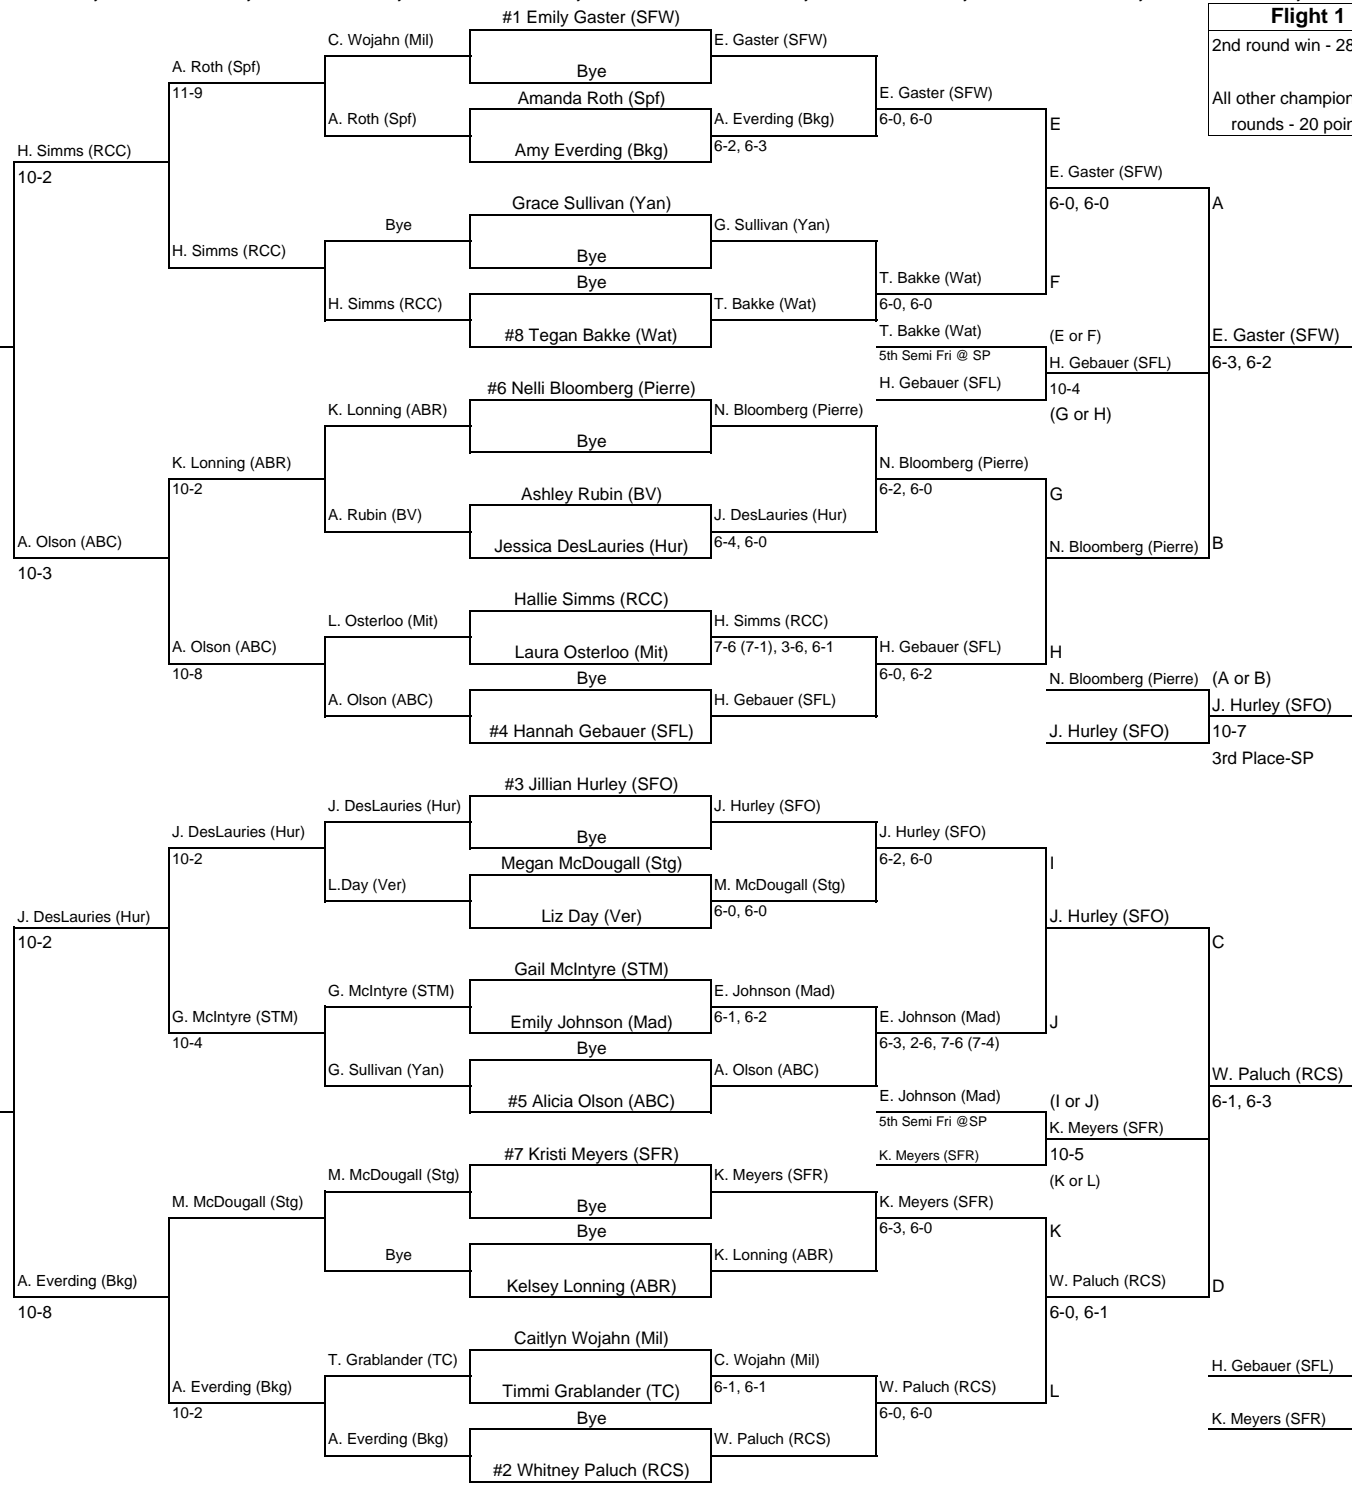 #1 Emily Gaster (SFW)
Flight 1
C. Wojahn (Mil)
E. Gaster (SFW)
2nd round win - 28
A. Roth (Spf)
Bye
11-9
Amanda Roth (Spf)
E. Gaster (SFW)
All other champion
A. Roth (Spf)
A. Everding (Bkg)
6-0, 6-0
E
rounds - 20 poin
H. Simms (RCC)
Amy Everding (Bkg)
6-2, 6-3
10-2
E. Gaster (SFW)
Grace Sullivan (Yan)
6-0, 6-0
A
Bye
G. Sullivan (Yan)
H. Simms (RCC)
Bye
Bye
T. Bakke (Wat)
F
H. Simms (RCC)
T. Bakke (Wat)
6-0, 6-0
#8 Tegan Bakke (Wat)
T. Bakke (Wat)
(E or F)
E. Gaster (SFW)
5th Semi Fri @ SP
H. Gebauer (SFL)
6-3, 6-2
#6 Nelli Bloomberg (Pierre)
H. Gebauer (SFL)
10-4
K. Lonning (ABR)
N. Bloomberg (Pierre)
(G or H)
Bye
K. Lonning (ABR)
N. Bloomberg (Pierre)
10-2
Ashley Rubin (BV)
6-2, 6-0
G
A. Rubin (BV)
J. DesLauries (Hur)
A. Olson (ABC)
Jessica DesLauries (Hur)
6-4, 6-0
N. Bloomberg (Pierre)
B
10-3
Hallie Simms (RCC)
L. Osterloo (Mit)
H. Simms (RCC)
A. Olson (ABC)
Laura Osterloo (Mit)
7-6 (7-1), 3-6, 6-1
H. Gebauer (SFL)
H
10-8
Bye
6-0, 6-2
N. Bloomberg (Pierre)
(A or B)
A. Olson (ABC)
H. Gebauer (SFL)
J. Hurley (SFO)
#4 Hannah Gebauer (SFL)
J. Hurley (SFO)
10-7
3rd Place-SP
#3 Jillian Hurley (SFO)
J. DesLauries (Hur)
J. Hurley (SFO)
J. DesLauries (Hur)
Bye
J. Hurley (SFO)
10-2
Megan McDougall (Stg)
6-2, 6-0
I
L.Day (Ver)
M. McDougall (Stg)
J. DesLauries (Hur)
Liz Day (Ver)
6-0, 6-0
J. Hurley (SFO)
10-2
C
Gail McIntyre (STM)
G. McIntyre (STM)
E. Johnson (Mad)
G. McIntyre (STM)
Emily Johnson (Mad)
6-1, 6-2
E. Johnson (Mad)
J
10-4
Bye
6-3, 2-6, 7-6 (7-4)
G. Sullivan (Yan)
A. Olson (ABC)
W. Paluch (RCS)
#5 Alicia Olson (ABC)
E. Johnson (Mad)
(I or J)
6-1, 6-3
5th Semi Fri @SP
K. Meyers (SFR)
#7 Kristi Meyers (SFR)
K. Meyers (SFR)
10-5
M. McDougall (Stg)
K. Meyers (SFR)
(K or L)
M. McDougall (Stg)
Bye
K. Meyers (SFR)
Bye
6-3, 6-0
K
Bye
K. Lonning (ABR)
A. Everding (Bkg)
Kelsey Lonning (ABR)
W. Paluch (RCS)
D
10-8
6-0, 6-1
Caitlyn Wojahn (Mil)
T. Grablander (TC)
C. Wojahn (Mil)
H. Gebauer (SFL)
A. Everding (Bkg)
Timmi Grablander (TC)
6-1, 6-1
W. Paluch (RCS)
L
10-2
Bye
6-0, 6-0
K. Meyers (SFR)
A. Everding (Bkg)
W. Paluch (RCS)
#2 Whitney Paluch (RCS)